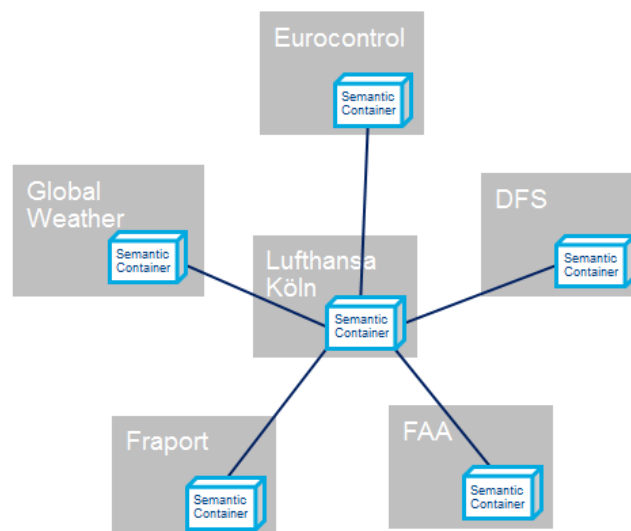 Eurocontrol
Semantic
Container
Global
Weather
Semantic
Container
DFS
Semantic
Container
Lufthansa
Köln
Semantic
Container
Fraport
Semantic
Container
FAA
Semantic
Container